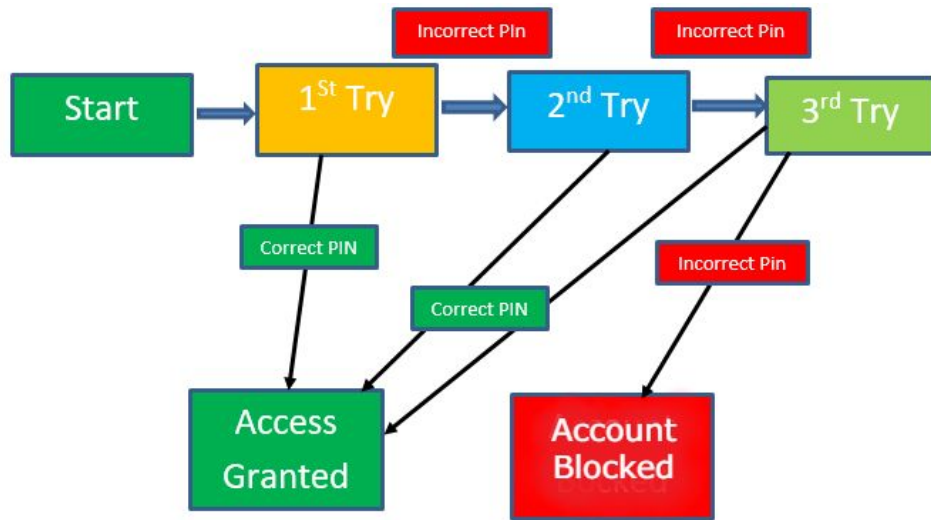 Incorrect Pin
Incorrect Pin
Start
1St Try
2nd Try
3rd Try
Correct PIN
Incorrect Pin
Correct PIN
Access
Granted
Account
Blocked